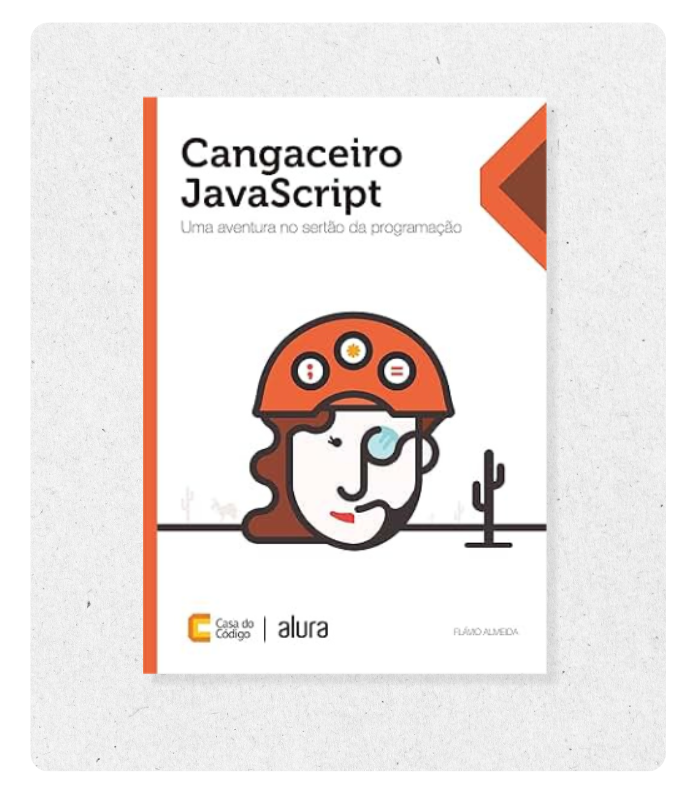 Cangaceiro
JavaScript
Uma aventura no sertão da programação
; * =
Casa do
Código
alura
FLÁVIO ALMEIDA